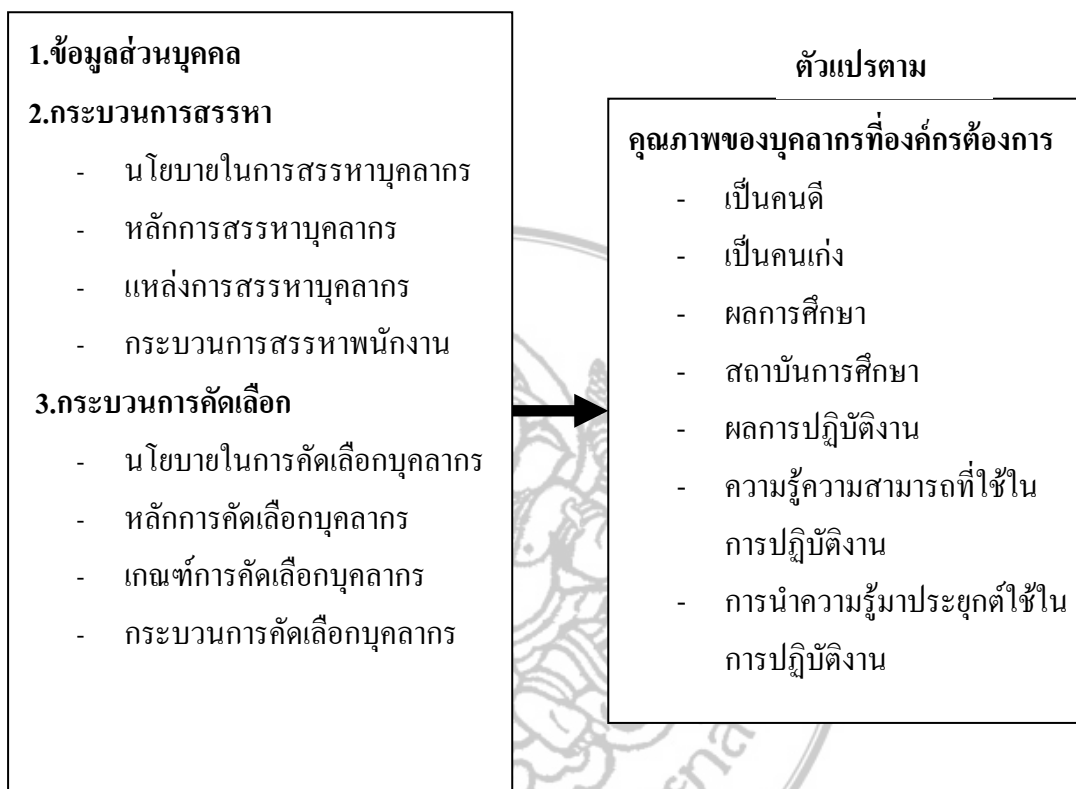 1.ข้อมูลส่วนบุคคล
2.กระบวนการสรรหา
- นโยบายในการสรรหาบุคลากร
- หลักการสรรหาบุคลากร
- แหล่งการสรรหาบุคลากร
- กระบวนการสรรหาพนักงาน
3.กระบวนการคัดเลือก
- นโยบายในการคัดเลือกบุคลากร
- หลักการคัดเลือกบุคลากร
- เกณฑ์การคัดเลือกบุคลากร
- กระบวนการคัดเลือกบุคลากร
ตัวแปรตาม
คุณภาพของบุคลากรที่องค์กรต้องการ
- เป็นคนดี
- เป็นคนเก่ง
- ผลการศึกษา
- สถาบันการศึกษา
- ผลการปฏิบัติงาน
- ความรู้ความสามารถที่ใช้ใน
การปฏิบัติงาน
- การนำความรู้มาประยุกต์ใช้ใน
การปฏิบัติงาน